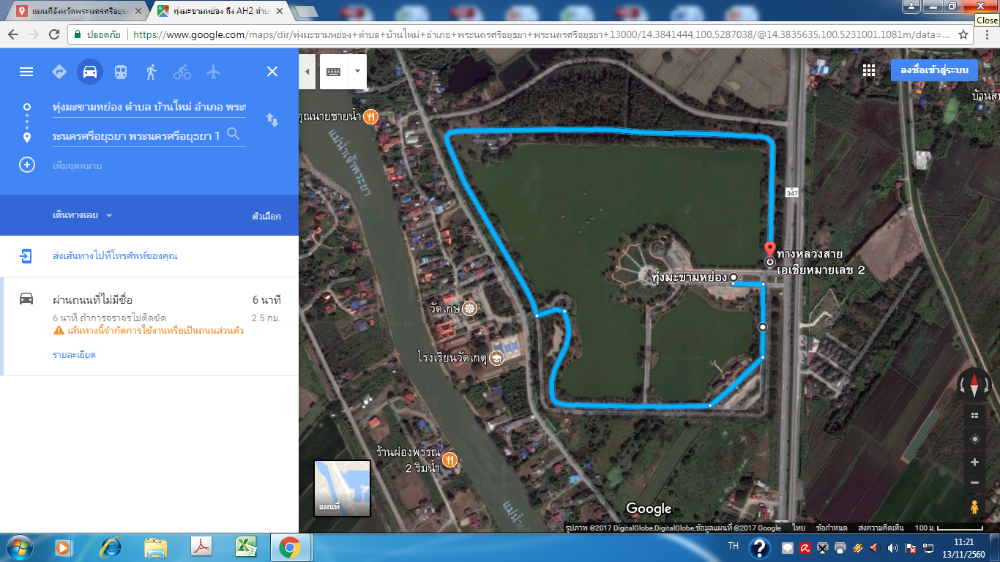 แผนที่จังหวัดพระนครศรีอยุธย
ทุ่งมะขามหย่อง ถึง AH2 ตำบ
Close
ปลอดภัย
https://www.google.com/maps/dir/ทุ่งมะขามหย่อง+ตำบล+บ้านใหม่+อำเภอ+พระนครศรีอยุธยา+พระนครศรีอยุธยา+13000/14.3841444,100.5287038/@14.3835635,100.5231001,1081m/data=...
ลงชื่อเข้าสู่ระบบ
ทุ่งมะขามหย่อง ตำบล บ้านใหม่ อำเภอ พระ
ระนครศรีอยุธยา พระนครศรีอยุธยา 1
เพิ่มจุดหมาย
เดินทางเลย
ตัวเลือก
ส่งเส้นทางไปที่โทรศัพท์ของคุณ
ผ่านถนนที่ไม่มีชื่อ
6 นาที
6 นาที ถ้าการจราจรไม่ติดขัด
2.5 กม.
เส้นทางนี้จำกัดการใช้งานหรือเป็นถนนส่วนตัว
รายละเอียด
คุณนายชายน้ำ
แม่น้ำเจ้าพระยา
347
ทางหลวงสาย
เอเชียหมายเลข 2
ทุ่งมะขามหย่อง
วัดเกษ
โรงเรียนวัดเกตุ
ร้านผ่องพรรณ
2 ริมน้ำ
แผนที่
Google
รูปภาพ ©2017 DigitalGlobe,DigitalGlobe,ข้อมูลแผนที่ ©2017 Google
ไทย
ข้อกำหนด
ส่งความคิดเห็น
100 ม.
TH
11:21
13/11/2560